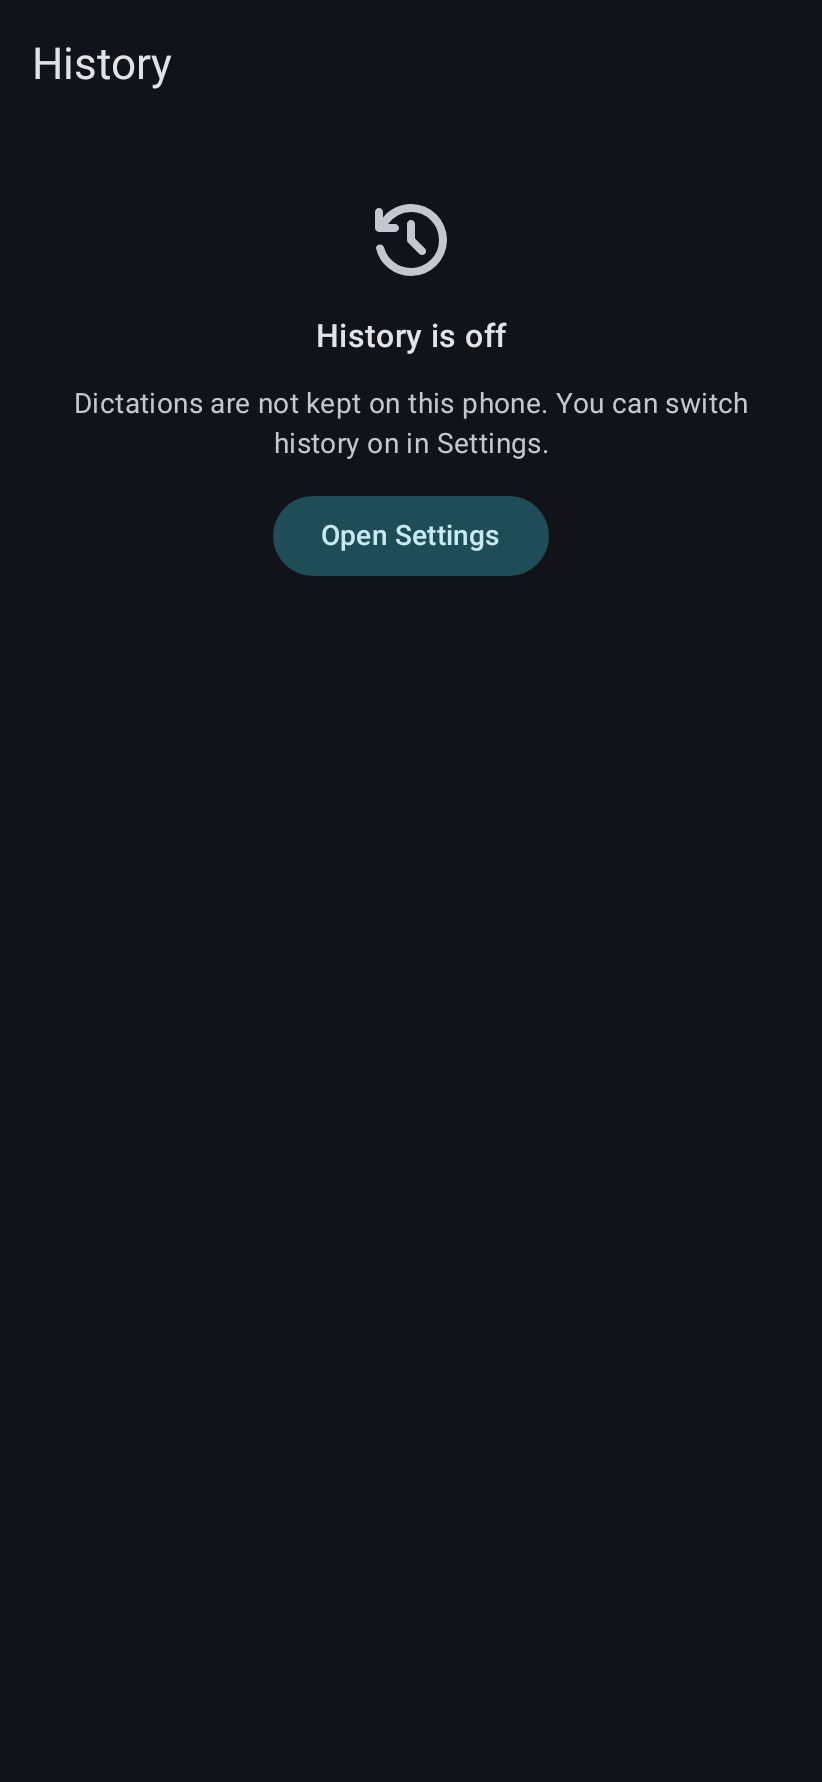 History
History is off
Dictations are not kept on this phone. You can switch
history on in Settings.
Open Settings